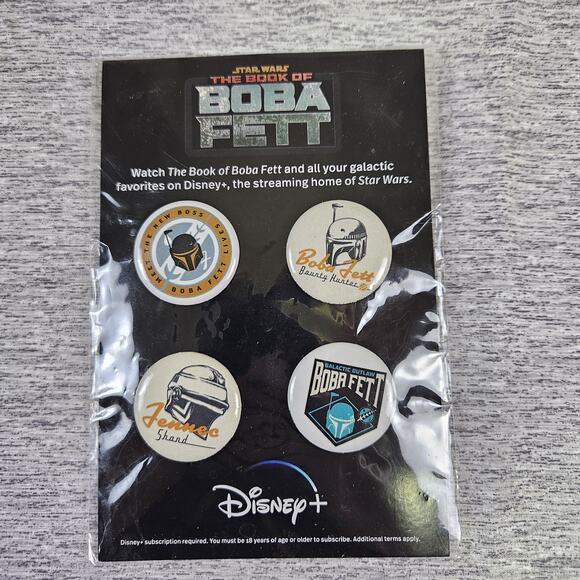 STAR WARS
THE BOOK OF
BOBA
FETT
Watch The Book of Boba Fett and all your galactic
favorites on Disney+, the streaming home of Star Wars.
MEET THE NEW BOSS
BOBA FETT LIVES
Boba Fett
Bounty Hunter
Fennec
Shand
GALACTIC OUTLAW
BOBA FETT
Disney+
Disney+ subscription required. You must be 18 years of age or older to subscribe. Additional terms apply.